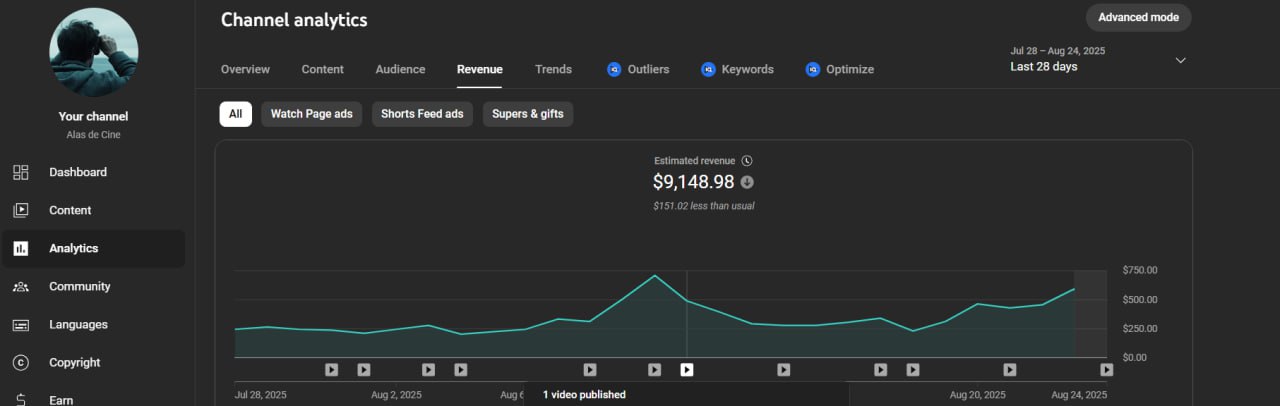 Channel analytics
Advanced mode
Overview
Content
Audience
Revenue
Trends
Outliers
Keywords
Optimize
Jul 28 – Aug 24, 2025
Last 28 days
All
Watch Page ads
Shorts Feed ads
Supers & gifts
Your channel
Alas de Cine
Dashboard
Content
Analytics
Community
Languages
Copyright
Earn
Estimated revenue
$9,148.98
$151.02 less than usual
$750.00
$500.00
$250.00
$0.00
Jul 28, 2025
Aug 2, 2025
Aug 6
1 video published
Aug 20, 2025
Aug 24, 2025